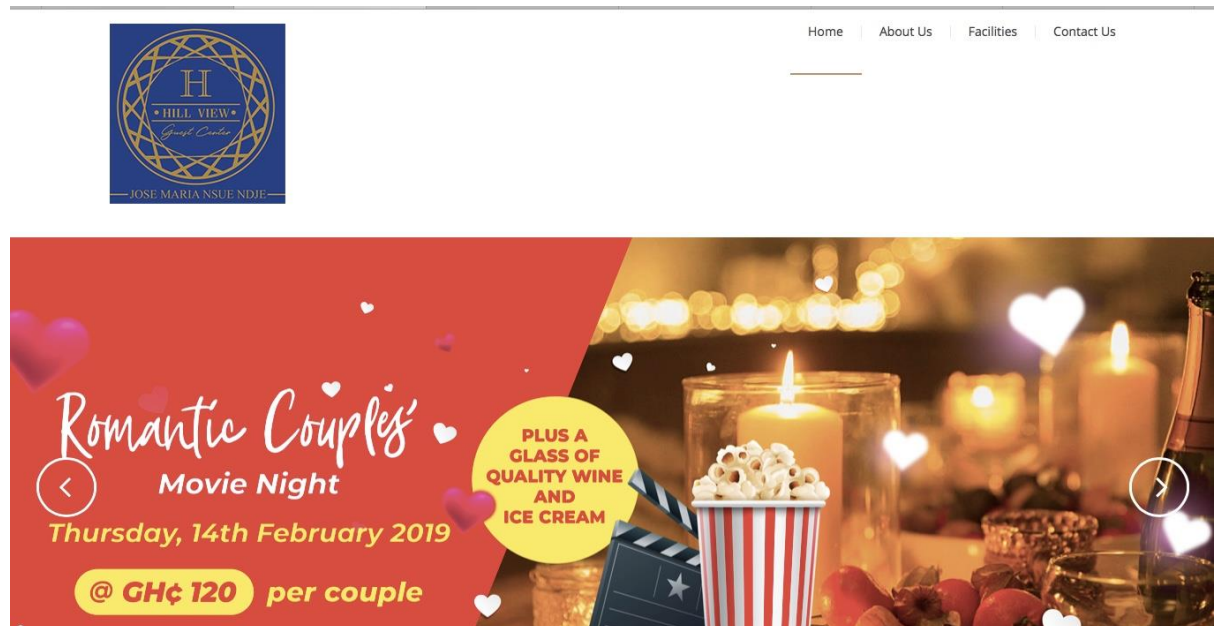 Home
About Us
Facilities
Contact Us
H
• HILL VIEW •
Guest Center
JOSE MARIA NSUE NDJE
Romantic Couples'
Movie Night
Thursday, 14th February 2019
@ GH¢ 120 per couple
PLUS A
GLASS OF
QUALITY WINE
AND
ICE CREAM